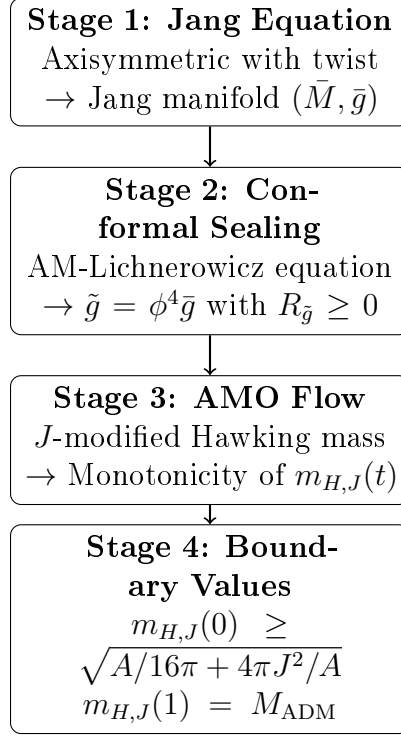 Stage 1: Jang Equation
Axisymmetric with twist
→ Jang manifold (M̄, ḡ)
Stage 2: Con-
formal Sealing
AM-Lichnerowicz equation
→ g̃ = ϕ⁴ḡ with R_g̃ ≥ 0
Stage 3: AMO Flow
J-modified Hawking mass
→ Monotonicity of m_{H,J}(t)
Stage 4: Bound-
ary Values
m_{H,J}(0) ≥
√(A/16π + 4πJ²/A)
m_{H,J}(1) = M_ADM